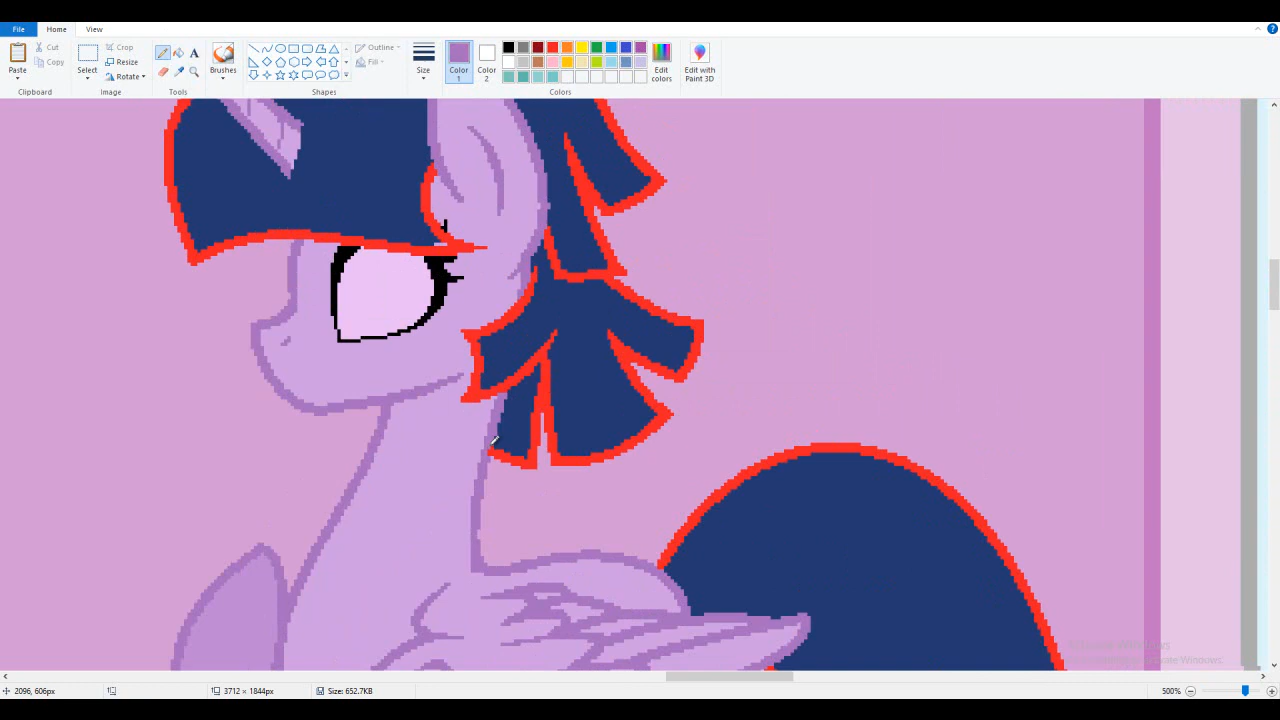 File Home View
Paste Cut Copy Clipboard
Select Crop Resize Rotate Image
A Tools
Brushes
Shapes Outline Fill
Size
Color 1
Color 2
Colors
Edit colors
Edit with Paint 3D
2096, 606px 3712 × 1844px Size: 652.7KB 500%